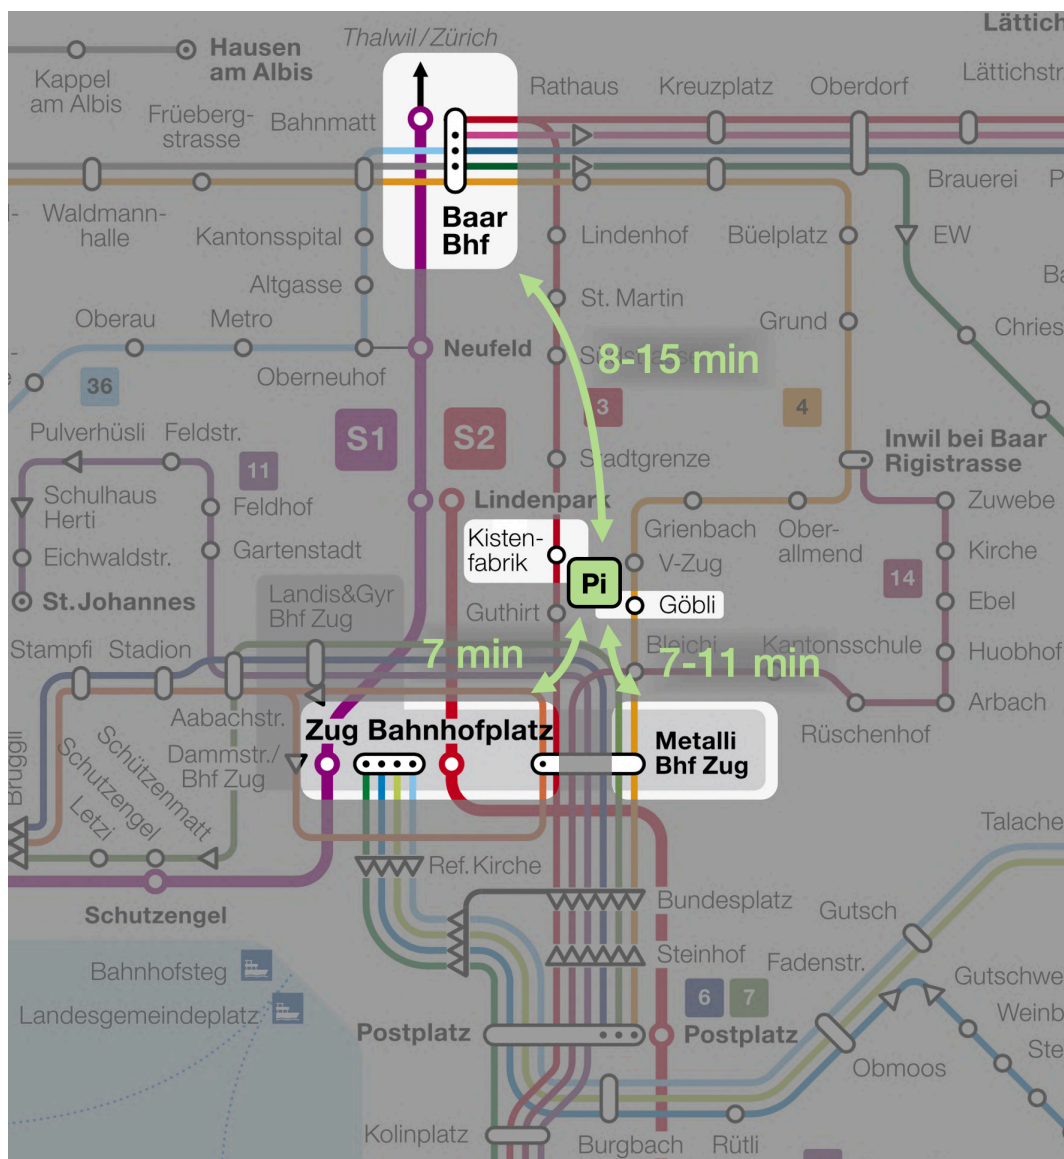 Lättich
Thalwil/Zürich
Hausen
am Albis
Kappel
am Albis
Früeberg-
strasse
Bahnmatt
Rathaus
Kreuzplatz
Oberdorf
Lättichstr.
Waldmann-
halle
Baar
Bhf
Brauerei
P
Kantonsspital
Lindenhof
Büelplatz
EW
Altgasse
St. Martin
Ba
Oberau
Metro
Grund
Chries
Neufeld
8-15 min
Oberneuhof
36
3
4
Pulverhüsli
Feldstr.
S1
S2
Inwil bei Baar
Rigistrasse
11
Stadtgrenze
Schulhaus
Herti
Feldhof
Lindenpark
Zuwebe
Grienbach
Ober-
allmend
Kisten-
fabrik
Eichwaldstr.
Gartenstadt
V-Zug
Kirche
14
Pi
St.Johannes
Landis&Gyr
Bhf Zug
Guthirt
Göbli
Ebel
Stampfi
Stadion
7 min
Bleichi
Kantonsschule
7-11 min
Huobhof
Aabachstr.
Arbach
Rüschenhof
Zug Bahnhofplatz
Metalli
Bhf Zug
Dammstr./
Bhf Zug
Brüggli
Schützenmatt
Schutzengel
Letzi
Talache
Ref. Kirche
Bundesplatz
Gutsch
Schutzengel
Steinhof
Fadenstr.
Bahnhofsteg
Gutschwe
6
7
Landesgemeindeplatz
Weinb
Postplatz
Postplatz
Ste
Obmoos
Kolinplatz
Burgbach
Rütli